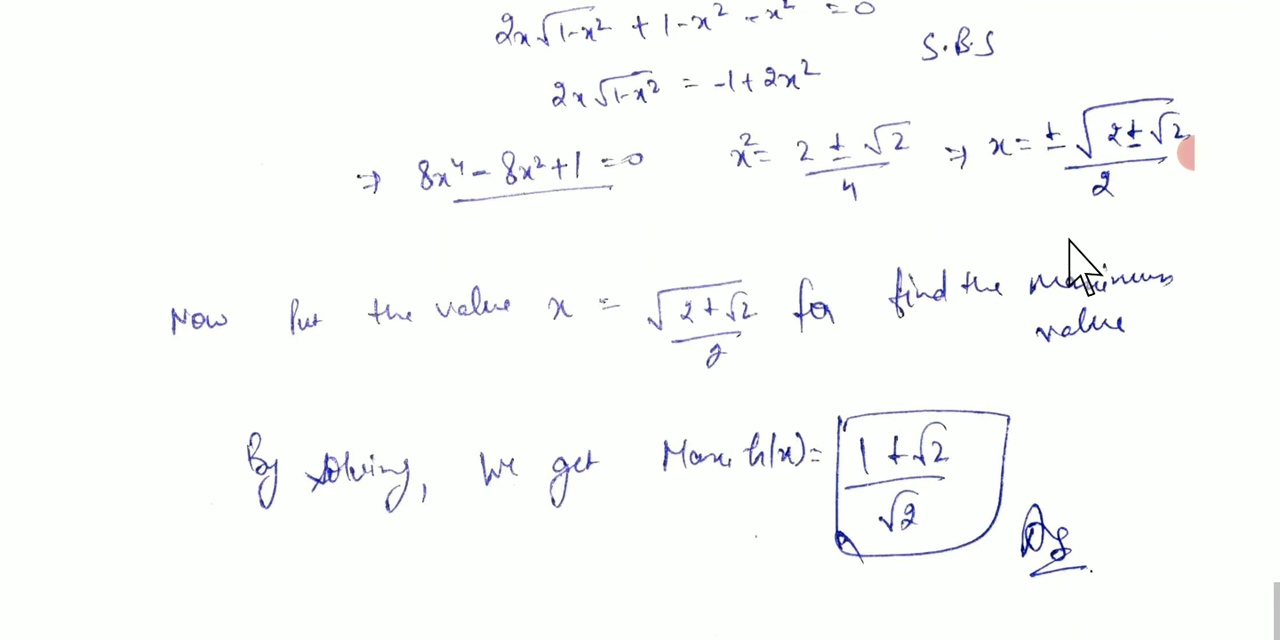 2x√(1-x²) + 1-x² - x² = 0
S.B.S
2x√(1-x²) = -1 + 2x²
⇒ 8x⁴ - 8x² + 1 = 0   x² = (2 ± √2)/4 ⇒ x = ± √(2 ± √2)/2
Now Put the value x = √(2 + √2)/2 for find the maximum
value
By solving, We get Max. h(x) = (1 + √2)/√2